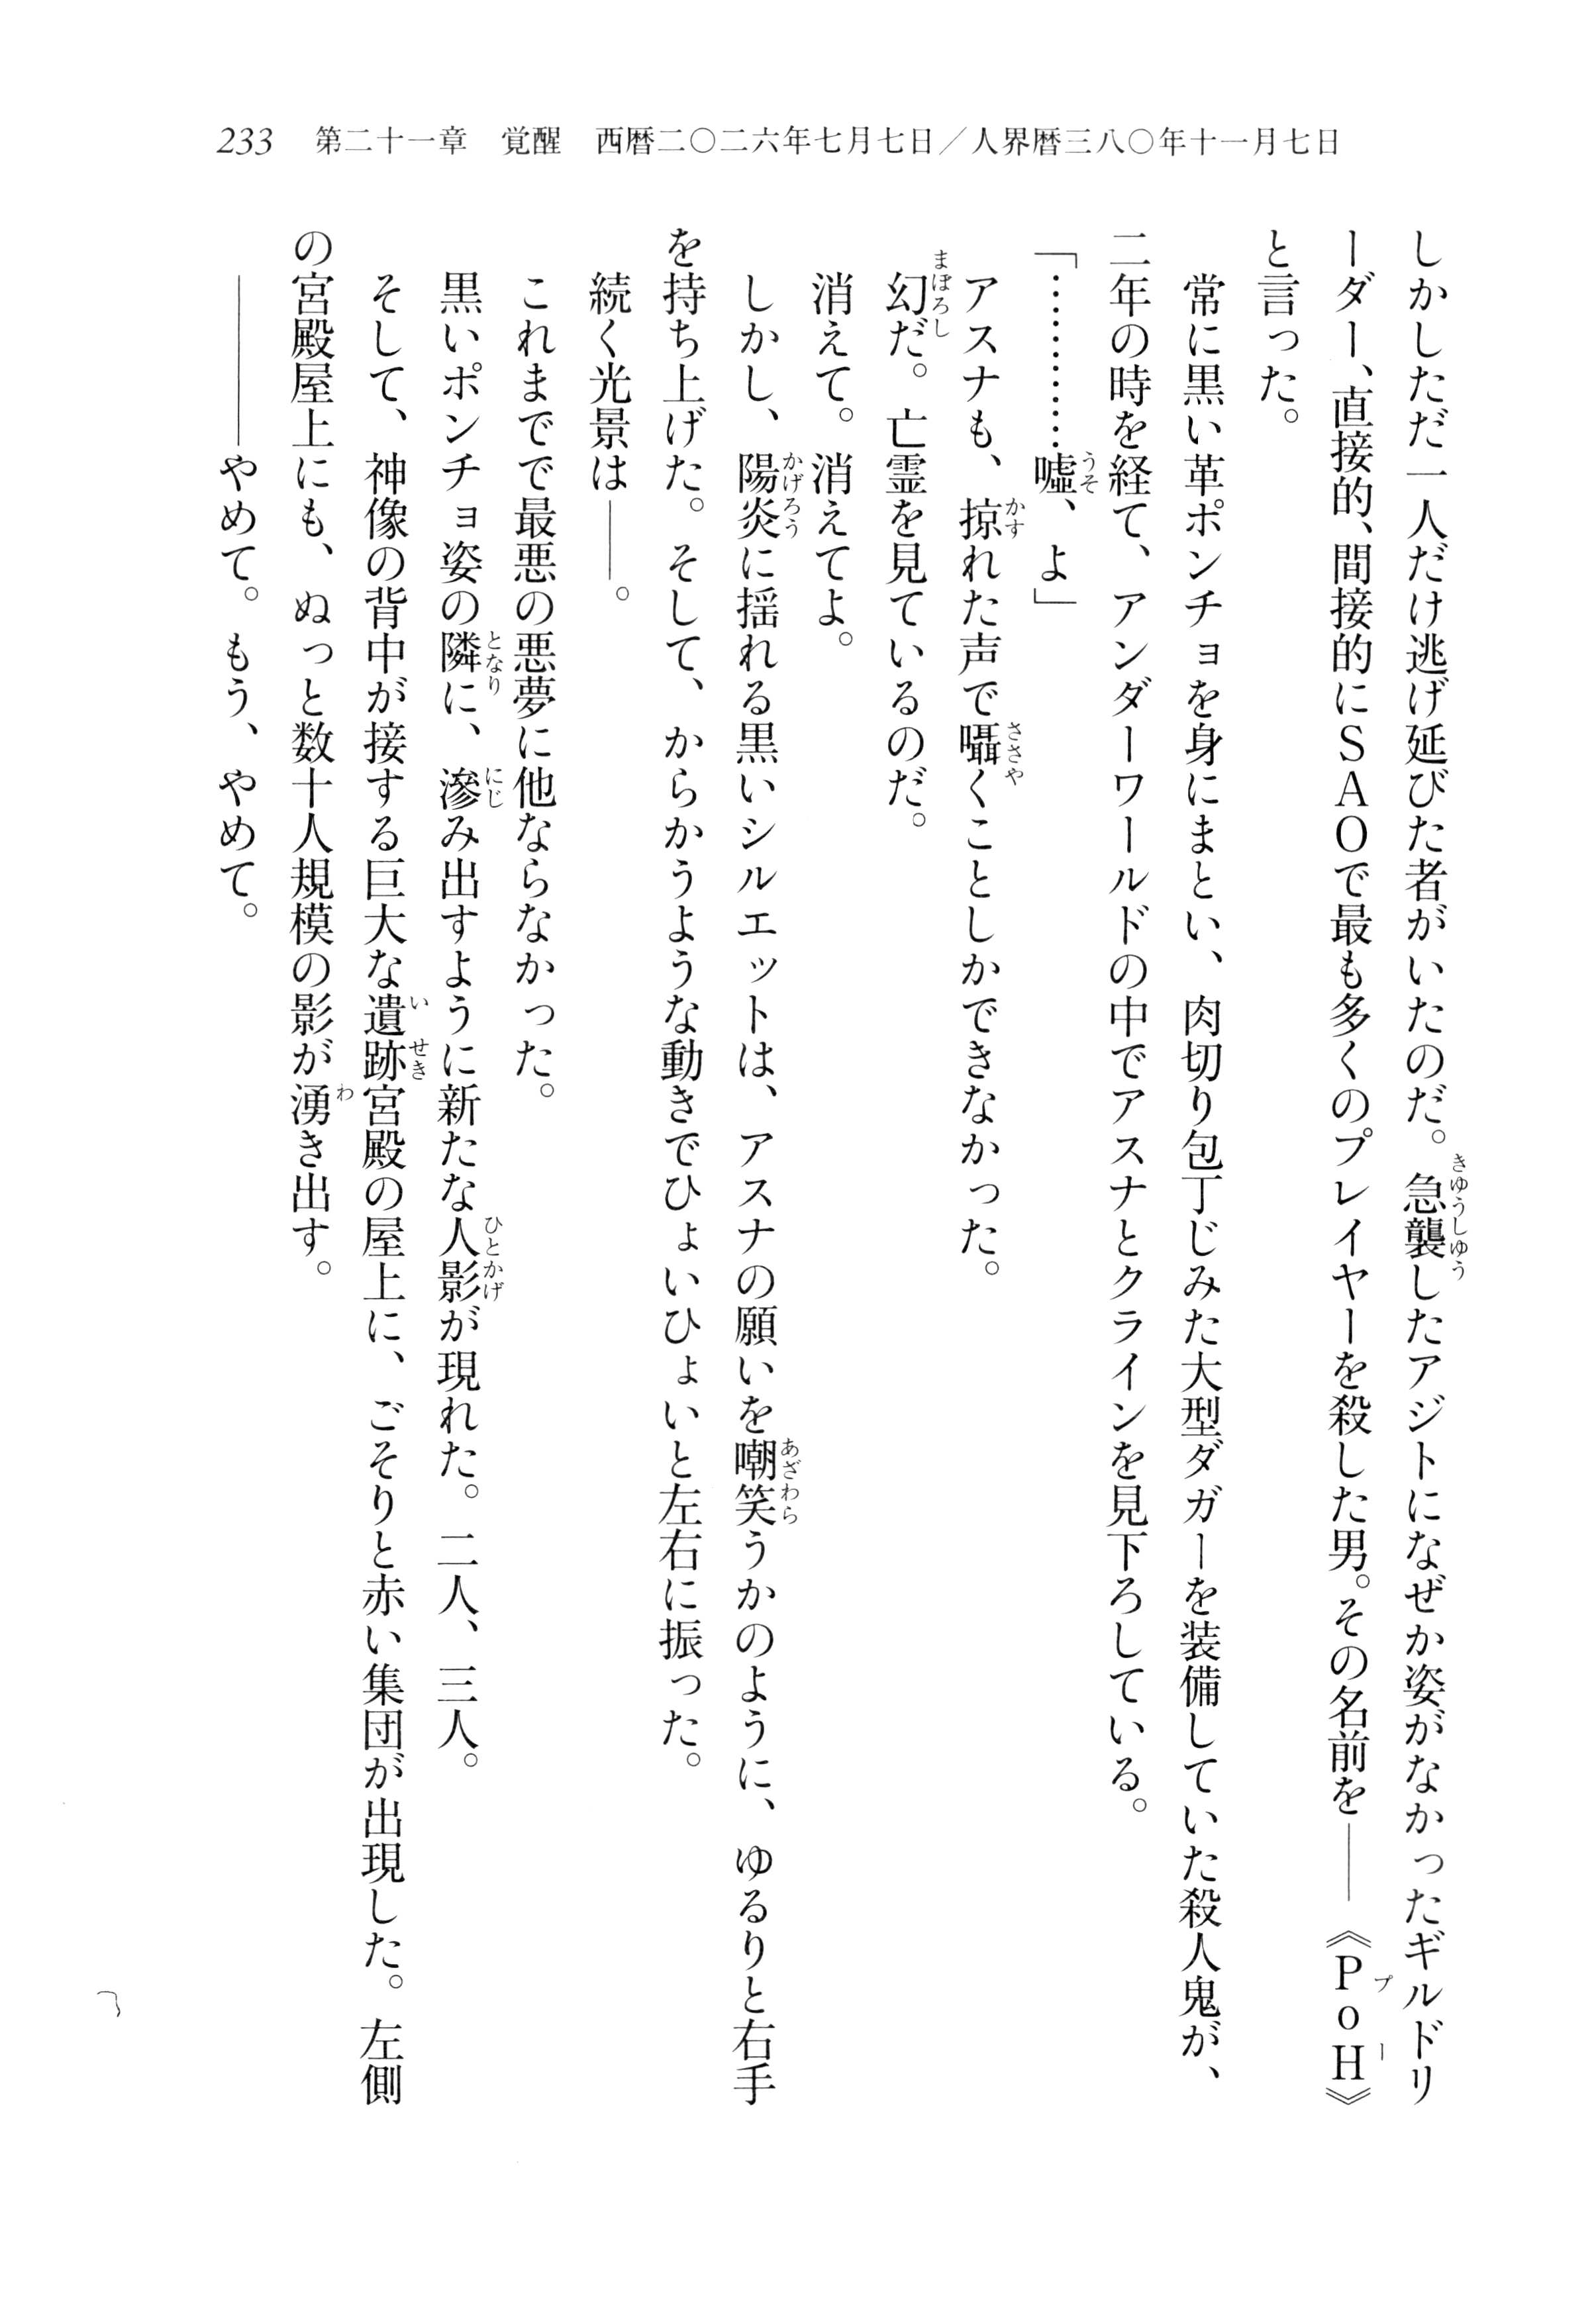 233　第二十一章　覚醒　西暦二〇二六年七月七日／人界暦三八〇年十一月七日
しかしただ一人だけ逃げ延びた者がいたのだ。急襲したアジトになぜか姿がなかったギルドリ
ーダー、直接的、間接的にSAOで最も多くのプレイヤーを殺した男。その名前を――《PoH》
と言った。
　常に黒い革ポンチョを身にまとい、肉切り包丁じみた大型ダガーを装備していた殺人鬼が、
二年の時を経て、アンダーワールドの中でアスナとクラインを見下ろしている。
「…………嘘、よ」
　アスナも、掠れた声で囁くことしかできなかった。
　幻だ。亡霊を見ているのだ。
　消えて。消えてよ。
　しかし、陽炎に揺れる黒いシルエットは、アスナの願いを嘲笑うかのように、ゆるりと右手
を持ち上げた。そして、からかうような動きでひょいひょいと左右に振った。
　続く光景は――。
　これまでで最悪の悪夢に他ならなかった。
　黒いポンチョ姿の隣に、滲み出すように新たな人影が現れた。二人、三人。
　そして、神像の背中が接する巨大な遺跡宮殿の屋上に、ごそりと赤い集団が出現した。左側
の宮殿屋上にも、ぬっと数十人規模の影が湧き出す。
　――――やめて。もう、やめて。